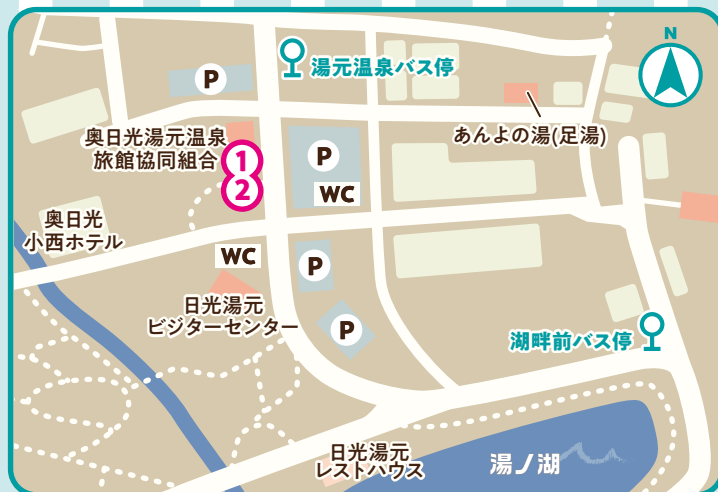 N
P
湯元温泉バス停
あんよの湯(足湯)
奥日光湯元温泉
旅館協同組合
1
2
P
WC
奥日光
小西ホテル
WC
P
日光湯元
ビジターセンター
P
湖畔前バス停
日光湯元
レストハウス
湯ノ湖